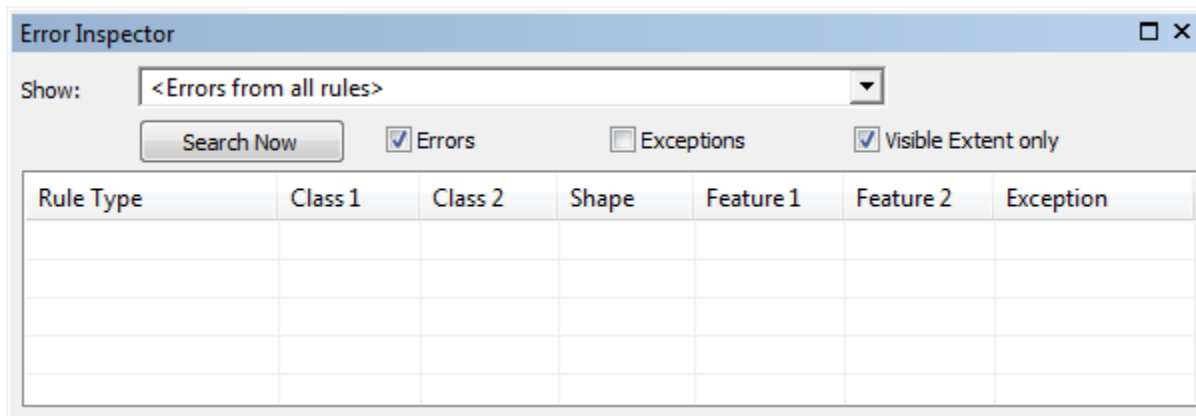 Error Inspector
Show: <Errors from all rules>
Search Now Errors Exceptions Visible Extent only
Rule Type Class 1 Class 2 Shape Feature 1 Feature 2 Exception